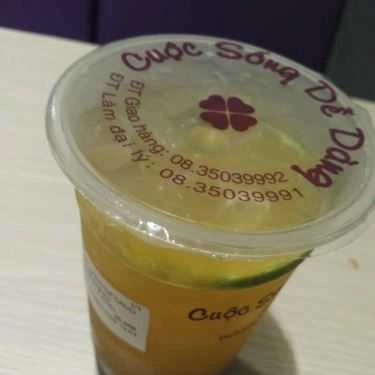 Cuộc Sống Dễ Dàng
ĐT Giao hàng: 08.35039992
ĐT Làm đại lý: 08.35039991
Cuộc